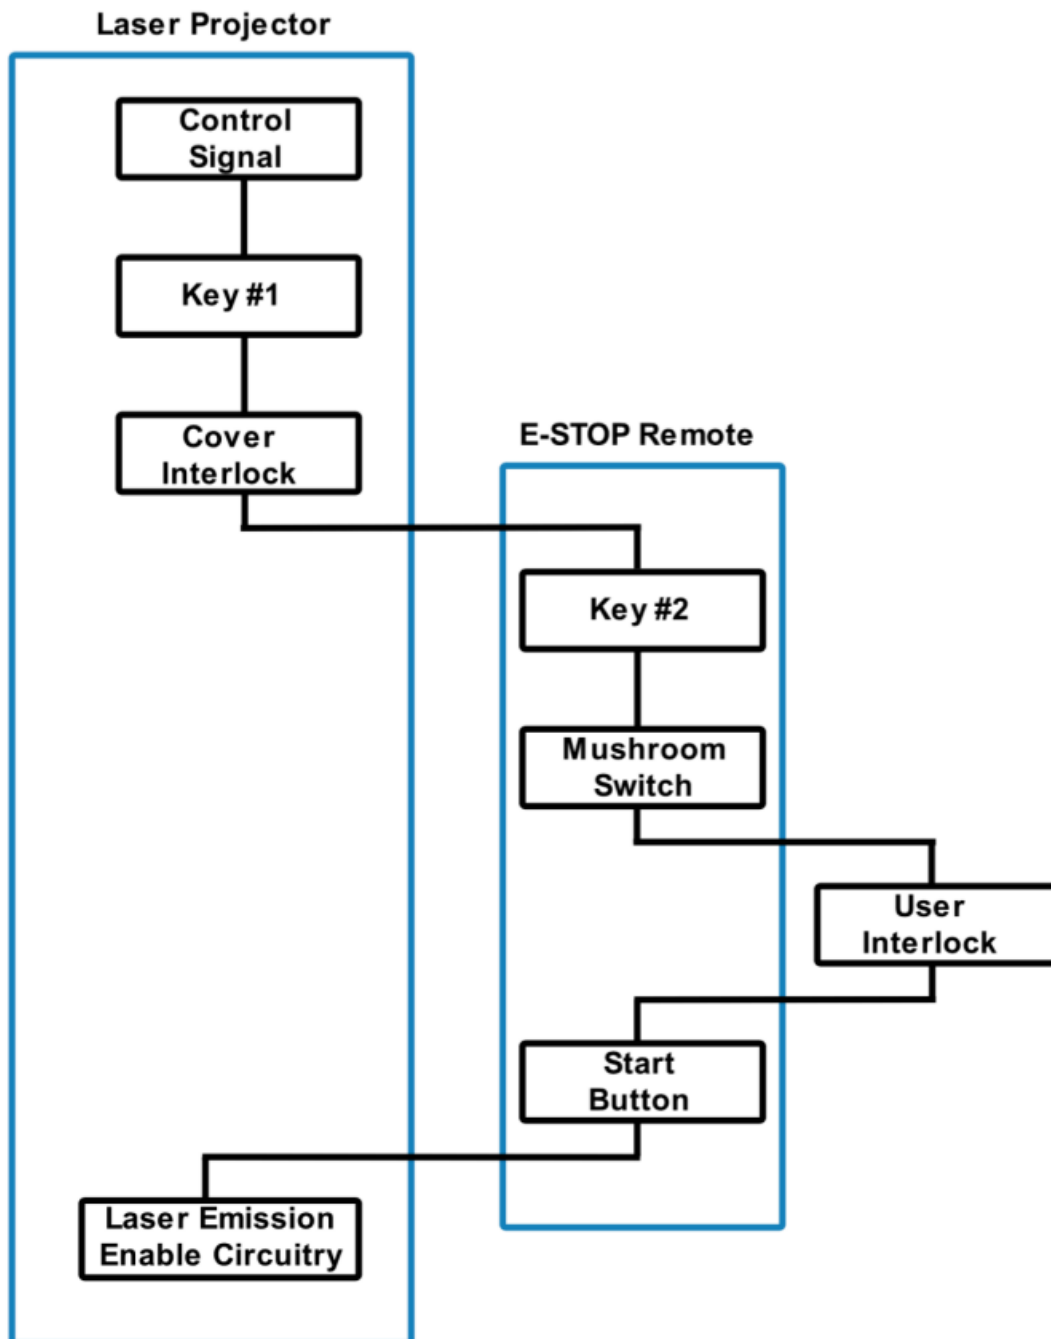 Laser Projector
Control
Signal
Key #1
Cover
Interlock
E-STOP Remote
Key #2
Mushroom
Switch
User
Interlock
Start
Button
Laser Emission
Enable Circuitry